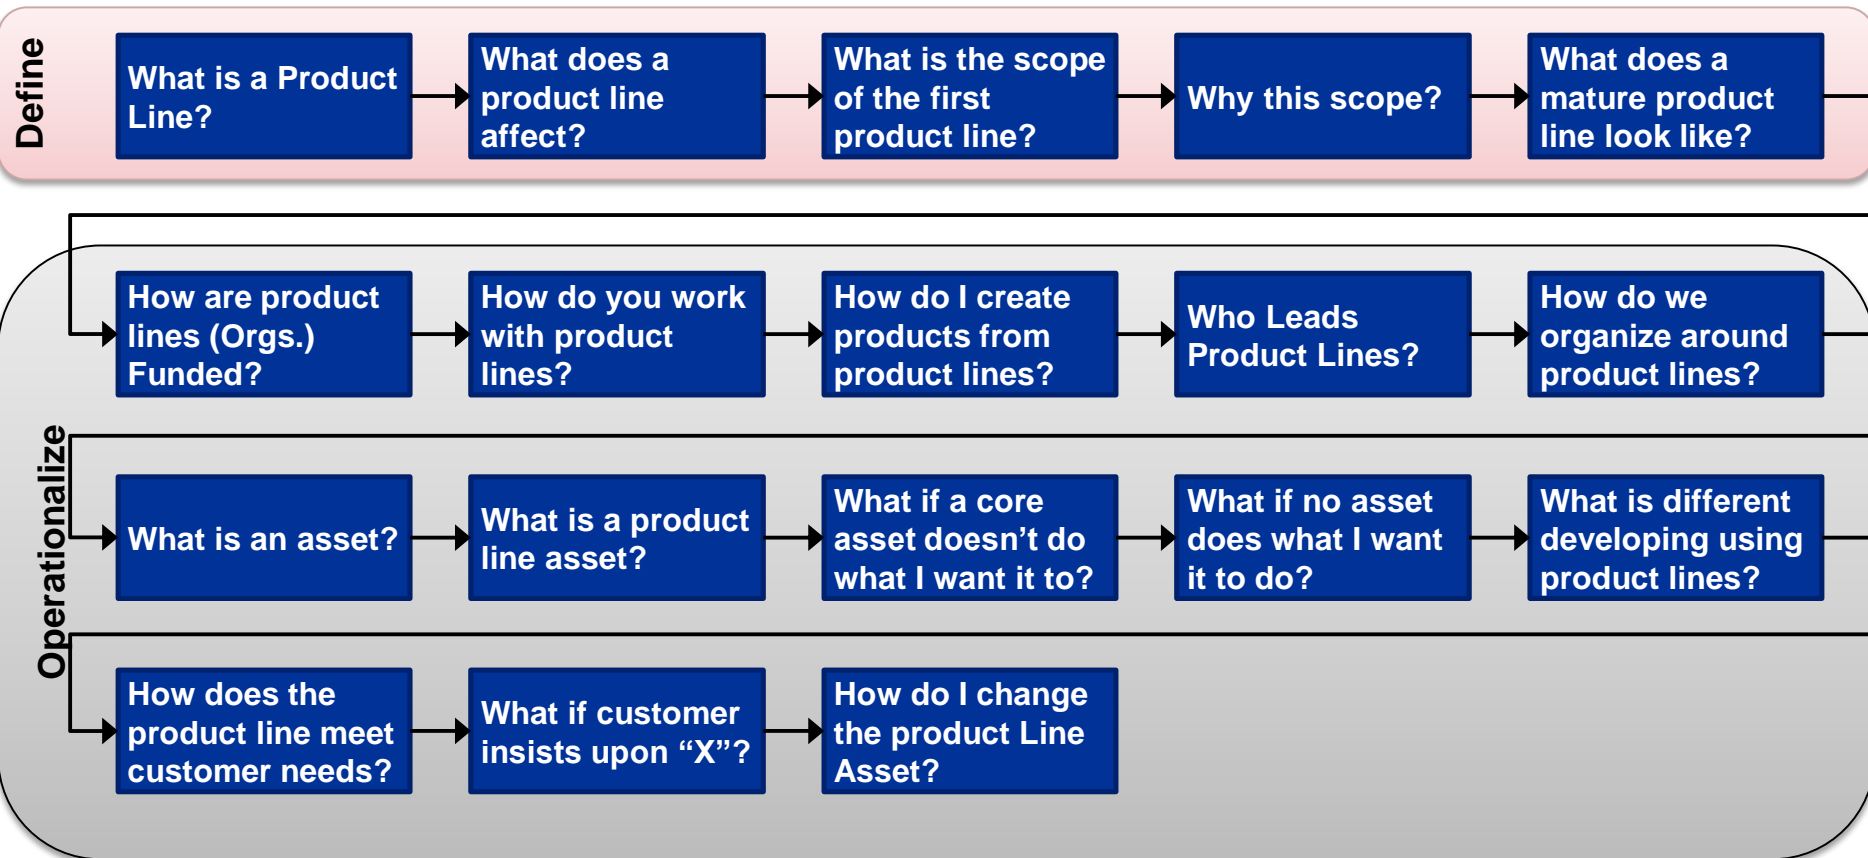 Define
What is a Product
Line?
What does a
product line
affect?
What is the scope
of the first
product line?
Why this scope?
What does a
mature product
line look like?
Operationalize
How are product
lines (Orgs.)
Funded?
How do you work
with product
lines?
How do I create
products from
product lines?
Who Leads
Product Lines?
How do we
organize around
product lines?
What is an asset?
What is a product
line asset?
What if a core
asset doesn’t do
what I want it to?
What if no asset
does what I want
it to do?
What is different
developing using
product lines?
How does the
product line meet
customer needs?
What if customer
insists upon “X”?
How do I change
the product Line
Asset?